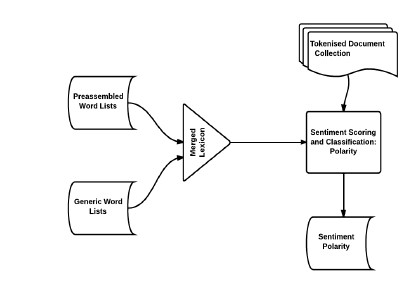 Tokenised Document
Collection
Preassembled
Word Lists
Merged
Lexicon
Sentiment Scoring
and Classification:
Polarity
Generic Word
Lists
Sentiment
Polarity